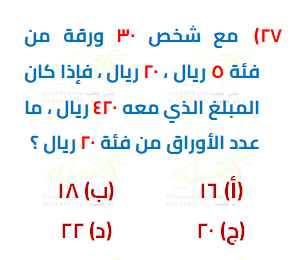 ٢٧) مع شخص ٣٠ ورقة من
فئة ٥ ريال ، ٢٠ ريال ، فإذا كان
المبلغ الذي معه ٤٢٠ ريال ، ما
عدد الأوراق من فئة ٢٠ ريال ؟
(أ) ١٦ (ب) ١٨
(ج) ٢٠ (د) ٢٢